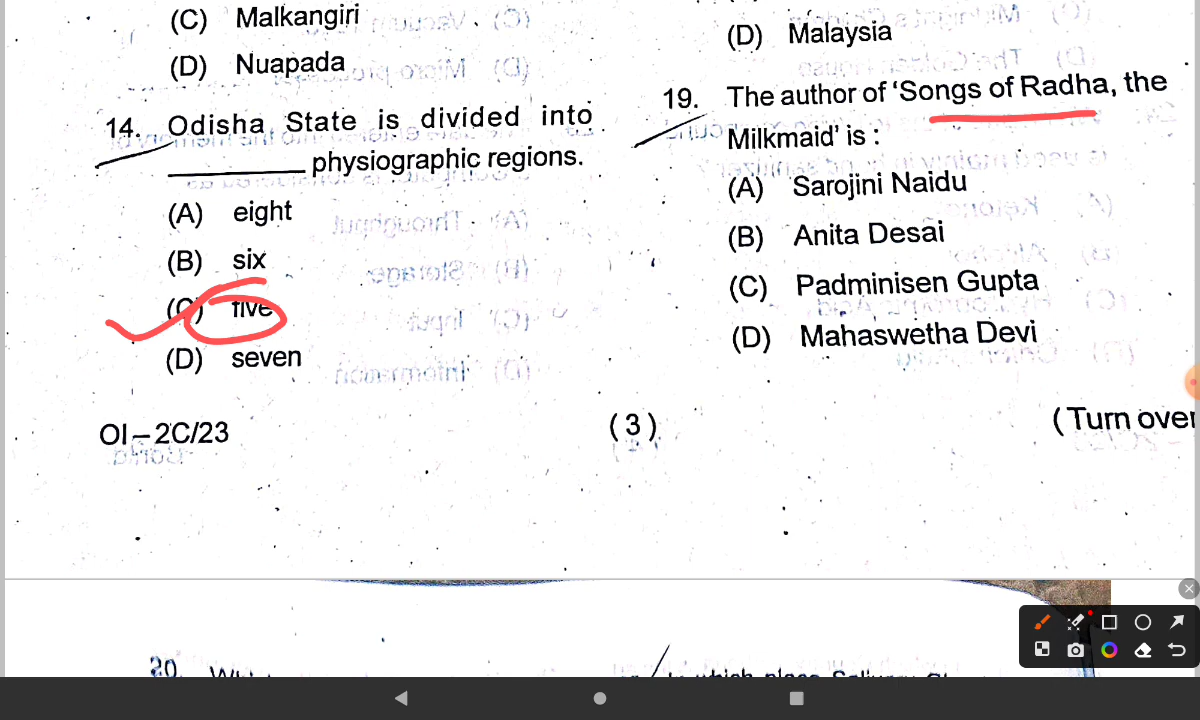 (C) Malkangiri
(D) Nuapada
14. Odisha State is divided into
__________ physiographic regions.
(A) eight
(B) six
(C) five
(D) seven
OI – 2C/23
(D) Malaysia
19. The author of ‘Songs of Radha, the
Milkmaid’ is :
(A) Sarojini Naidu
(B) Anita Desai
(C) Padminisen Gupta
(D) Mahaswetha Devi
(3)
(Turn over